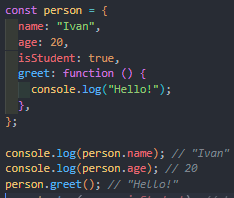 const person = {
  name: "Ivan",
  age: 20,
  isStudent: true,
  greet: function () {
    console.log("Hello!");
  },
};

console.log(person.name); // "Ivan"
console.log(person.age); // 20
person.greet(); // "Hello!"